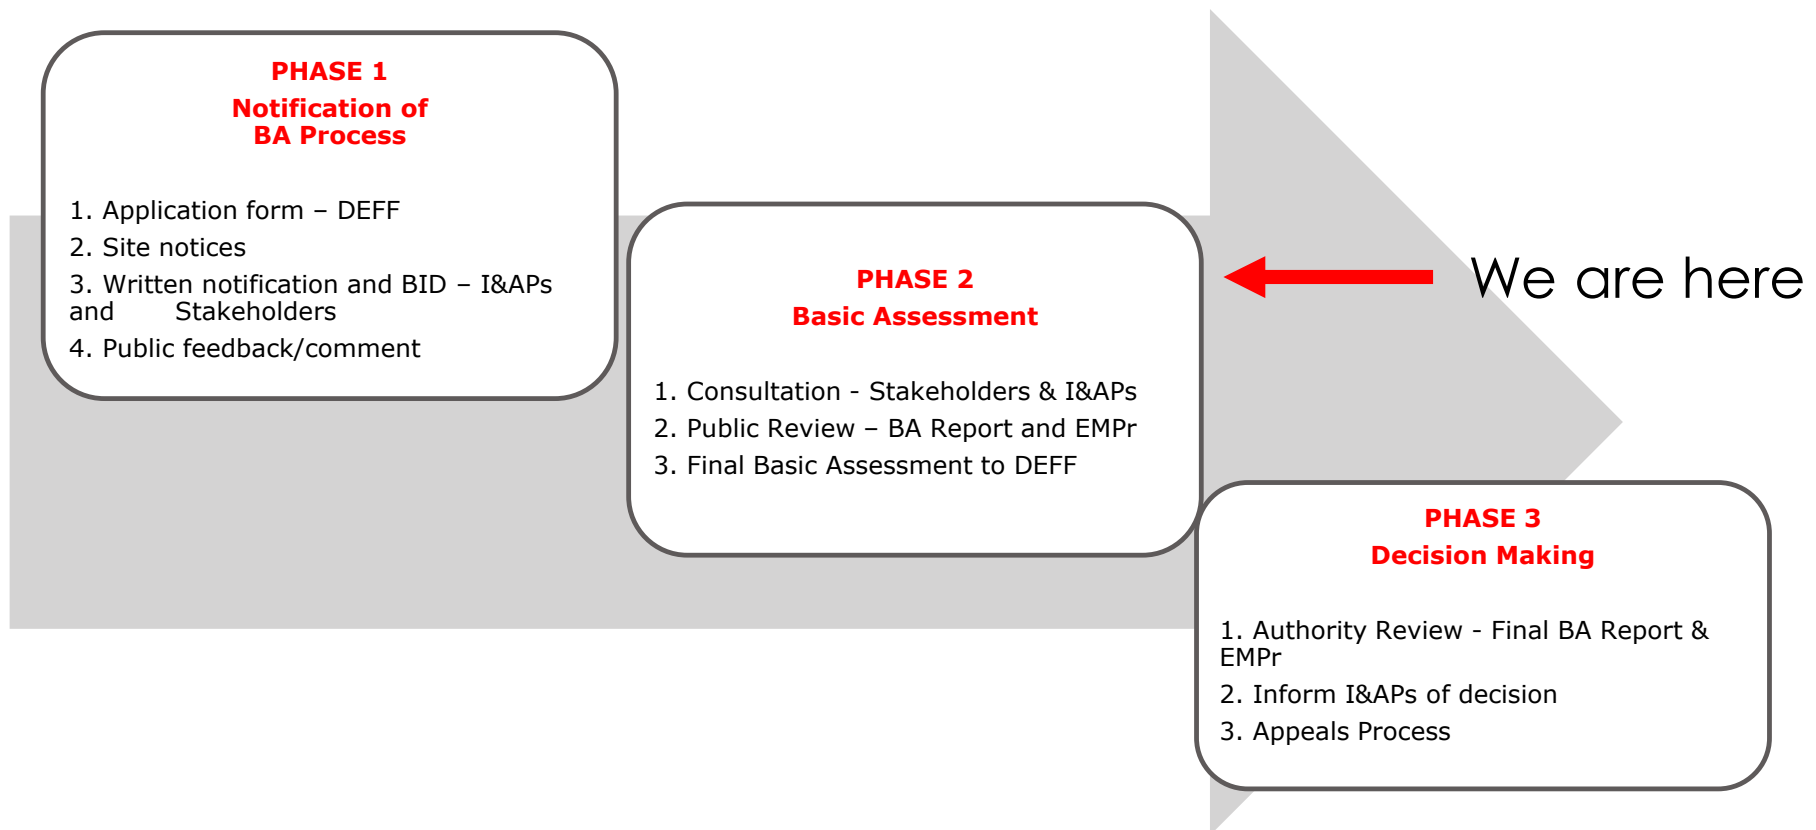 PHASE 1
Notification of
BA Process
1. Application form – DEFF
2. Site notices
3. Written notification and BID – I&APs
and Stakeholders
4. Public feedback/comment
PHASE 2
Basic Assessment
1. Consultation - Stakeholders & I&APs
2. Public Review – BA Report and EMPr
3. Final Basic Assessment to DEFF
We are here
PHASE 3
Decision Making
1. Authority Review - Final BA Report &
EMPr
2. Inform I&APs of decision
3. Appeals Process